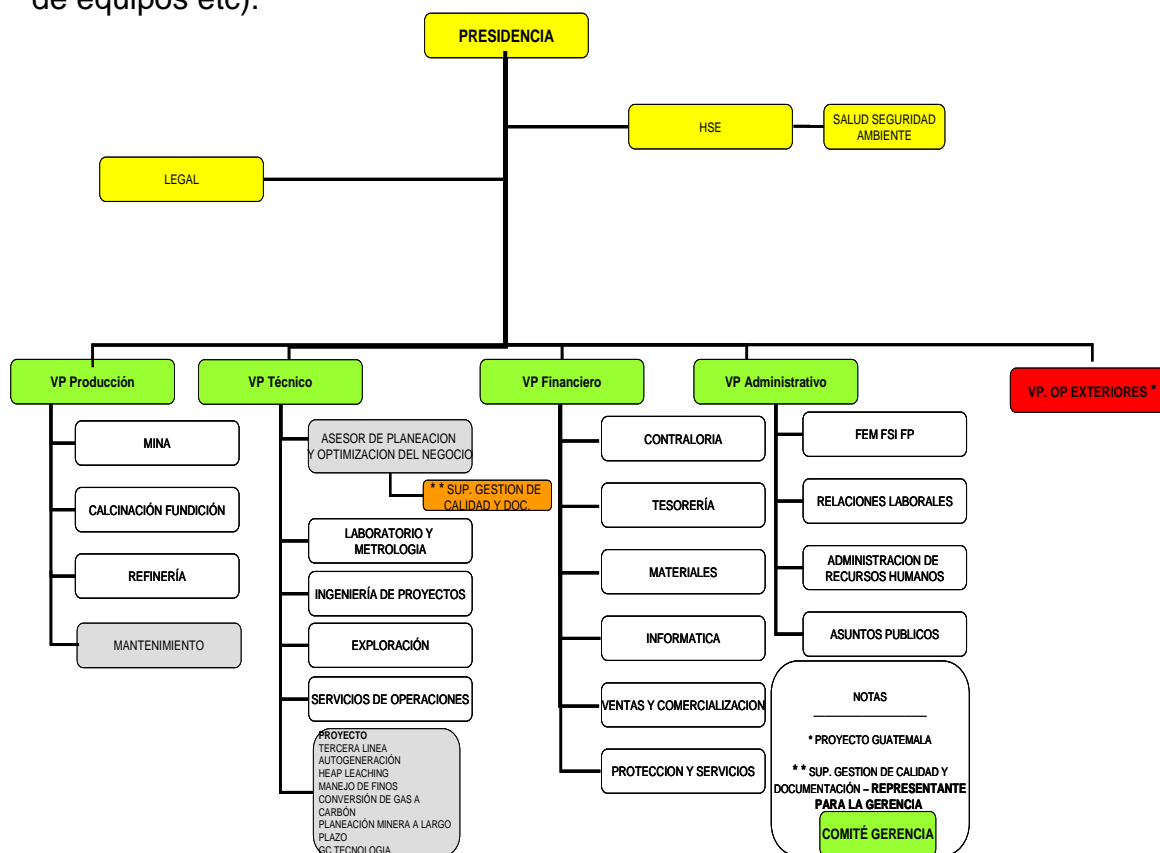 de equipos etc).
PRESIDENCIA
HSE
SALUD SEGURIDAD
AMBIENTE
LEGAL
VP Producción
VP Técnico
VP Financiero
VP Administrativo
VP. OP EXTERIORES *
MINA
CALCINACIÓN FUNDICIÓN
REFINERÍA
MANTENIMIENTO
ASESOR DE PLANEACION
Y OPTIMIZACION DEL NEGOCIO
* * SUP. GESTION DE
CALIDAD Y DOC.
LABORATORIO Y
METROLOGIA
INGENIERÍA DE PROYECTOS
EXPLORACIÓN
SERVICIOS DE OPERACIONES
PROYECTO
TERCERA LINEA
AUTOGENERACIÓN
HEAP LEACHING
MANEJO DE FINOS
CONVERSIÓN DE GAS A
CARBÓN
PLANEACIÓN MINERA A LARGO
PLAZO
GC TECNOLOGIA
CONTRALORIA
TESORERÍA
MATERIALES
INFORMATICA
VENTAS Y COMERCIALIZACION
PROTECCION Y SERVICIOS
FEM FSI FP
RELACIONES LABORALES
ADMINISTRACION DE
RECURSOS HUMANOS
ASUNTOS PUBLICOS
NOTAS
* PROYECTO GUATEMALA
* * SUP. GESTION DE CALIDAD Y
DOCUMENTACIÓN – REPRESENTANTE
PARA LA GERENCIA
COMITÉ GERENCIA